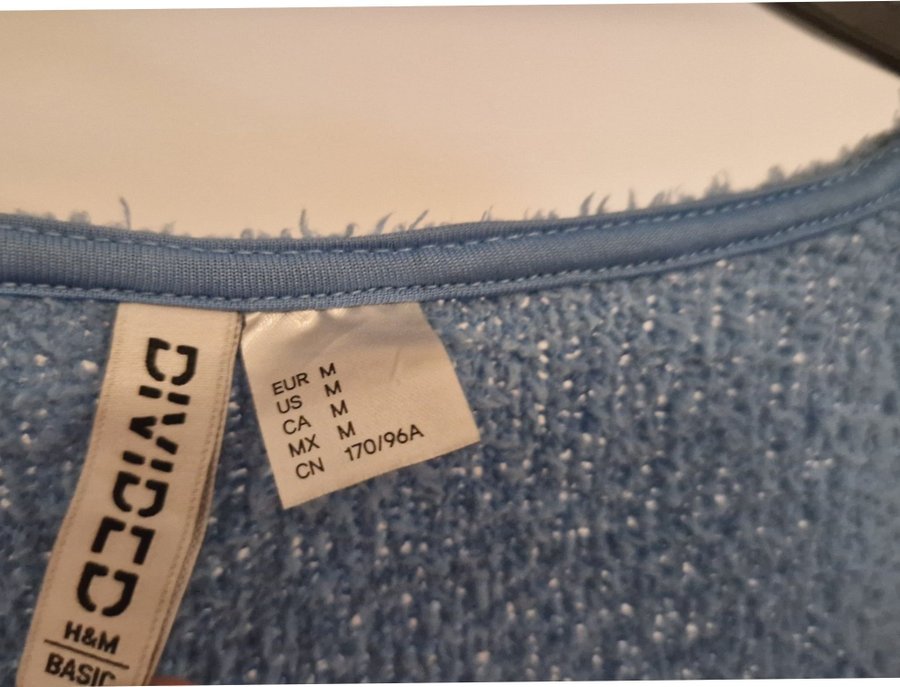 DIVIDED
H&M
BASIC
EUR M
US M
CA M
MX M
CN 170/96A